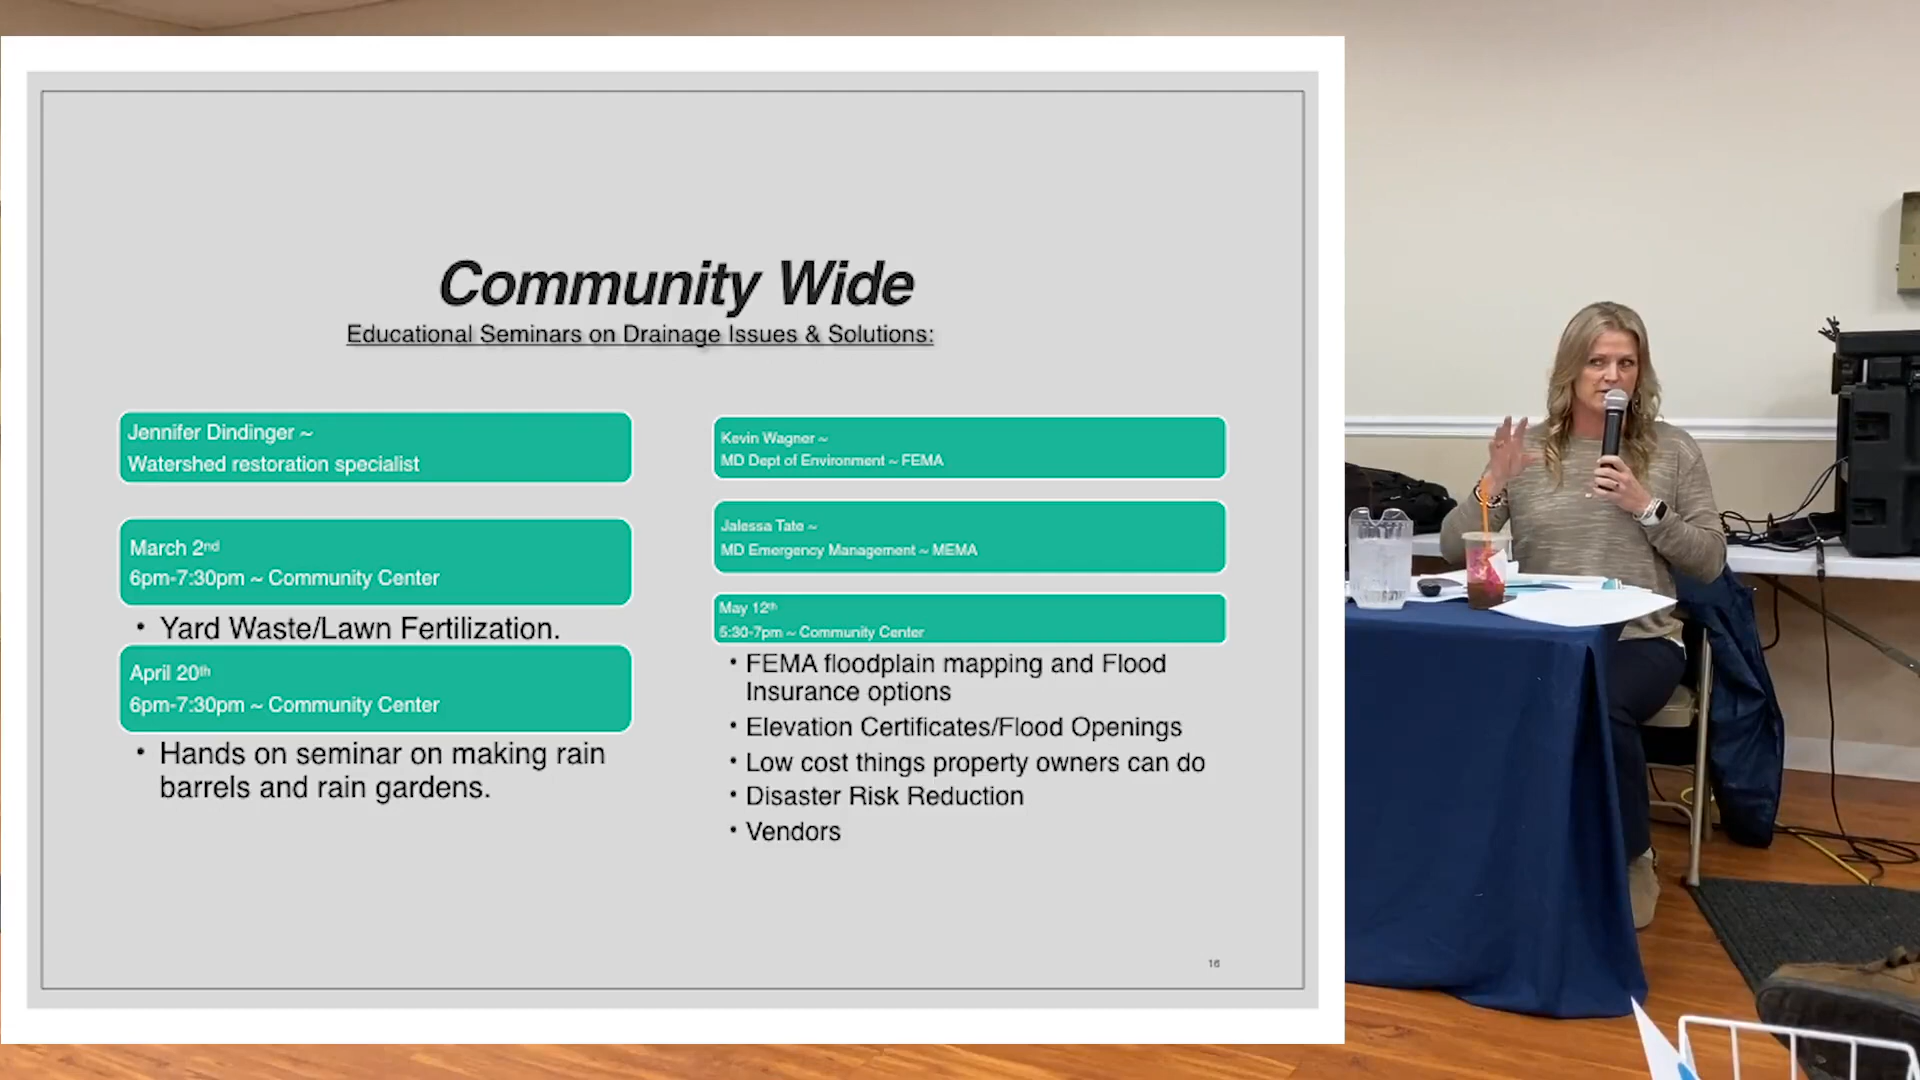 Community Wide
Educational Seminars on Drainage Issues & Solutions:
Jennifer Dindinger ~
Watershed restoration specialist
March 2nd
6pm-7:30pm ~ Community Center
• Yard Waste/Lawn Fertilization.
April 20th
6pm-7:30pm ~ Community Center
• Hands on seminar on making rain
barrels and rain gardens.
Kevin Wagner ~
MD Dept of Environment ~ FEMA
Jalessa Tate ~
MD Emergency Management ~ MEMA
May 12th
5:30-7pm ~ Community Center
• FEMA floodplain mapping and Flood
Insurance options
• Elevation Certificates/Flood Openings
• Low cost things property owners can do
• Disaster Risk Reduction
• Vendors
16